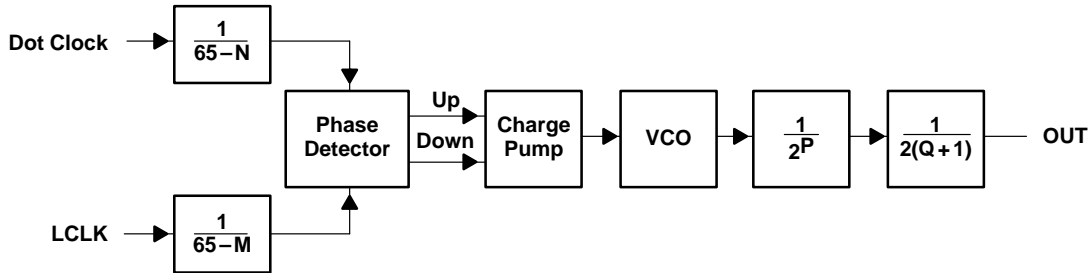 Dot Clock
1
65–N
Phase
Detector
Up
Down
Charge
Pump
VCO
1
2P
1
2(Q+1)
OUT
LCLK
1
65–M